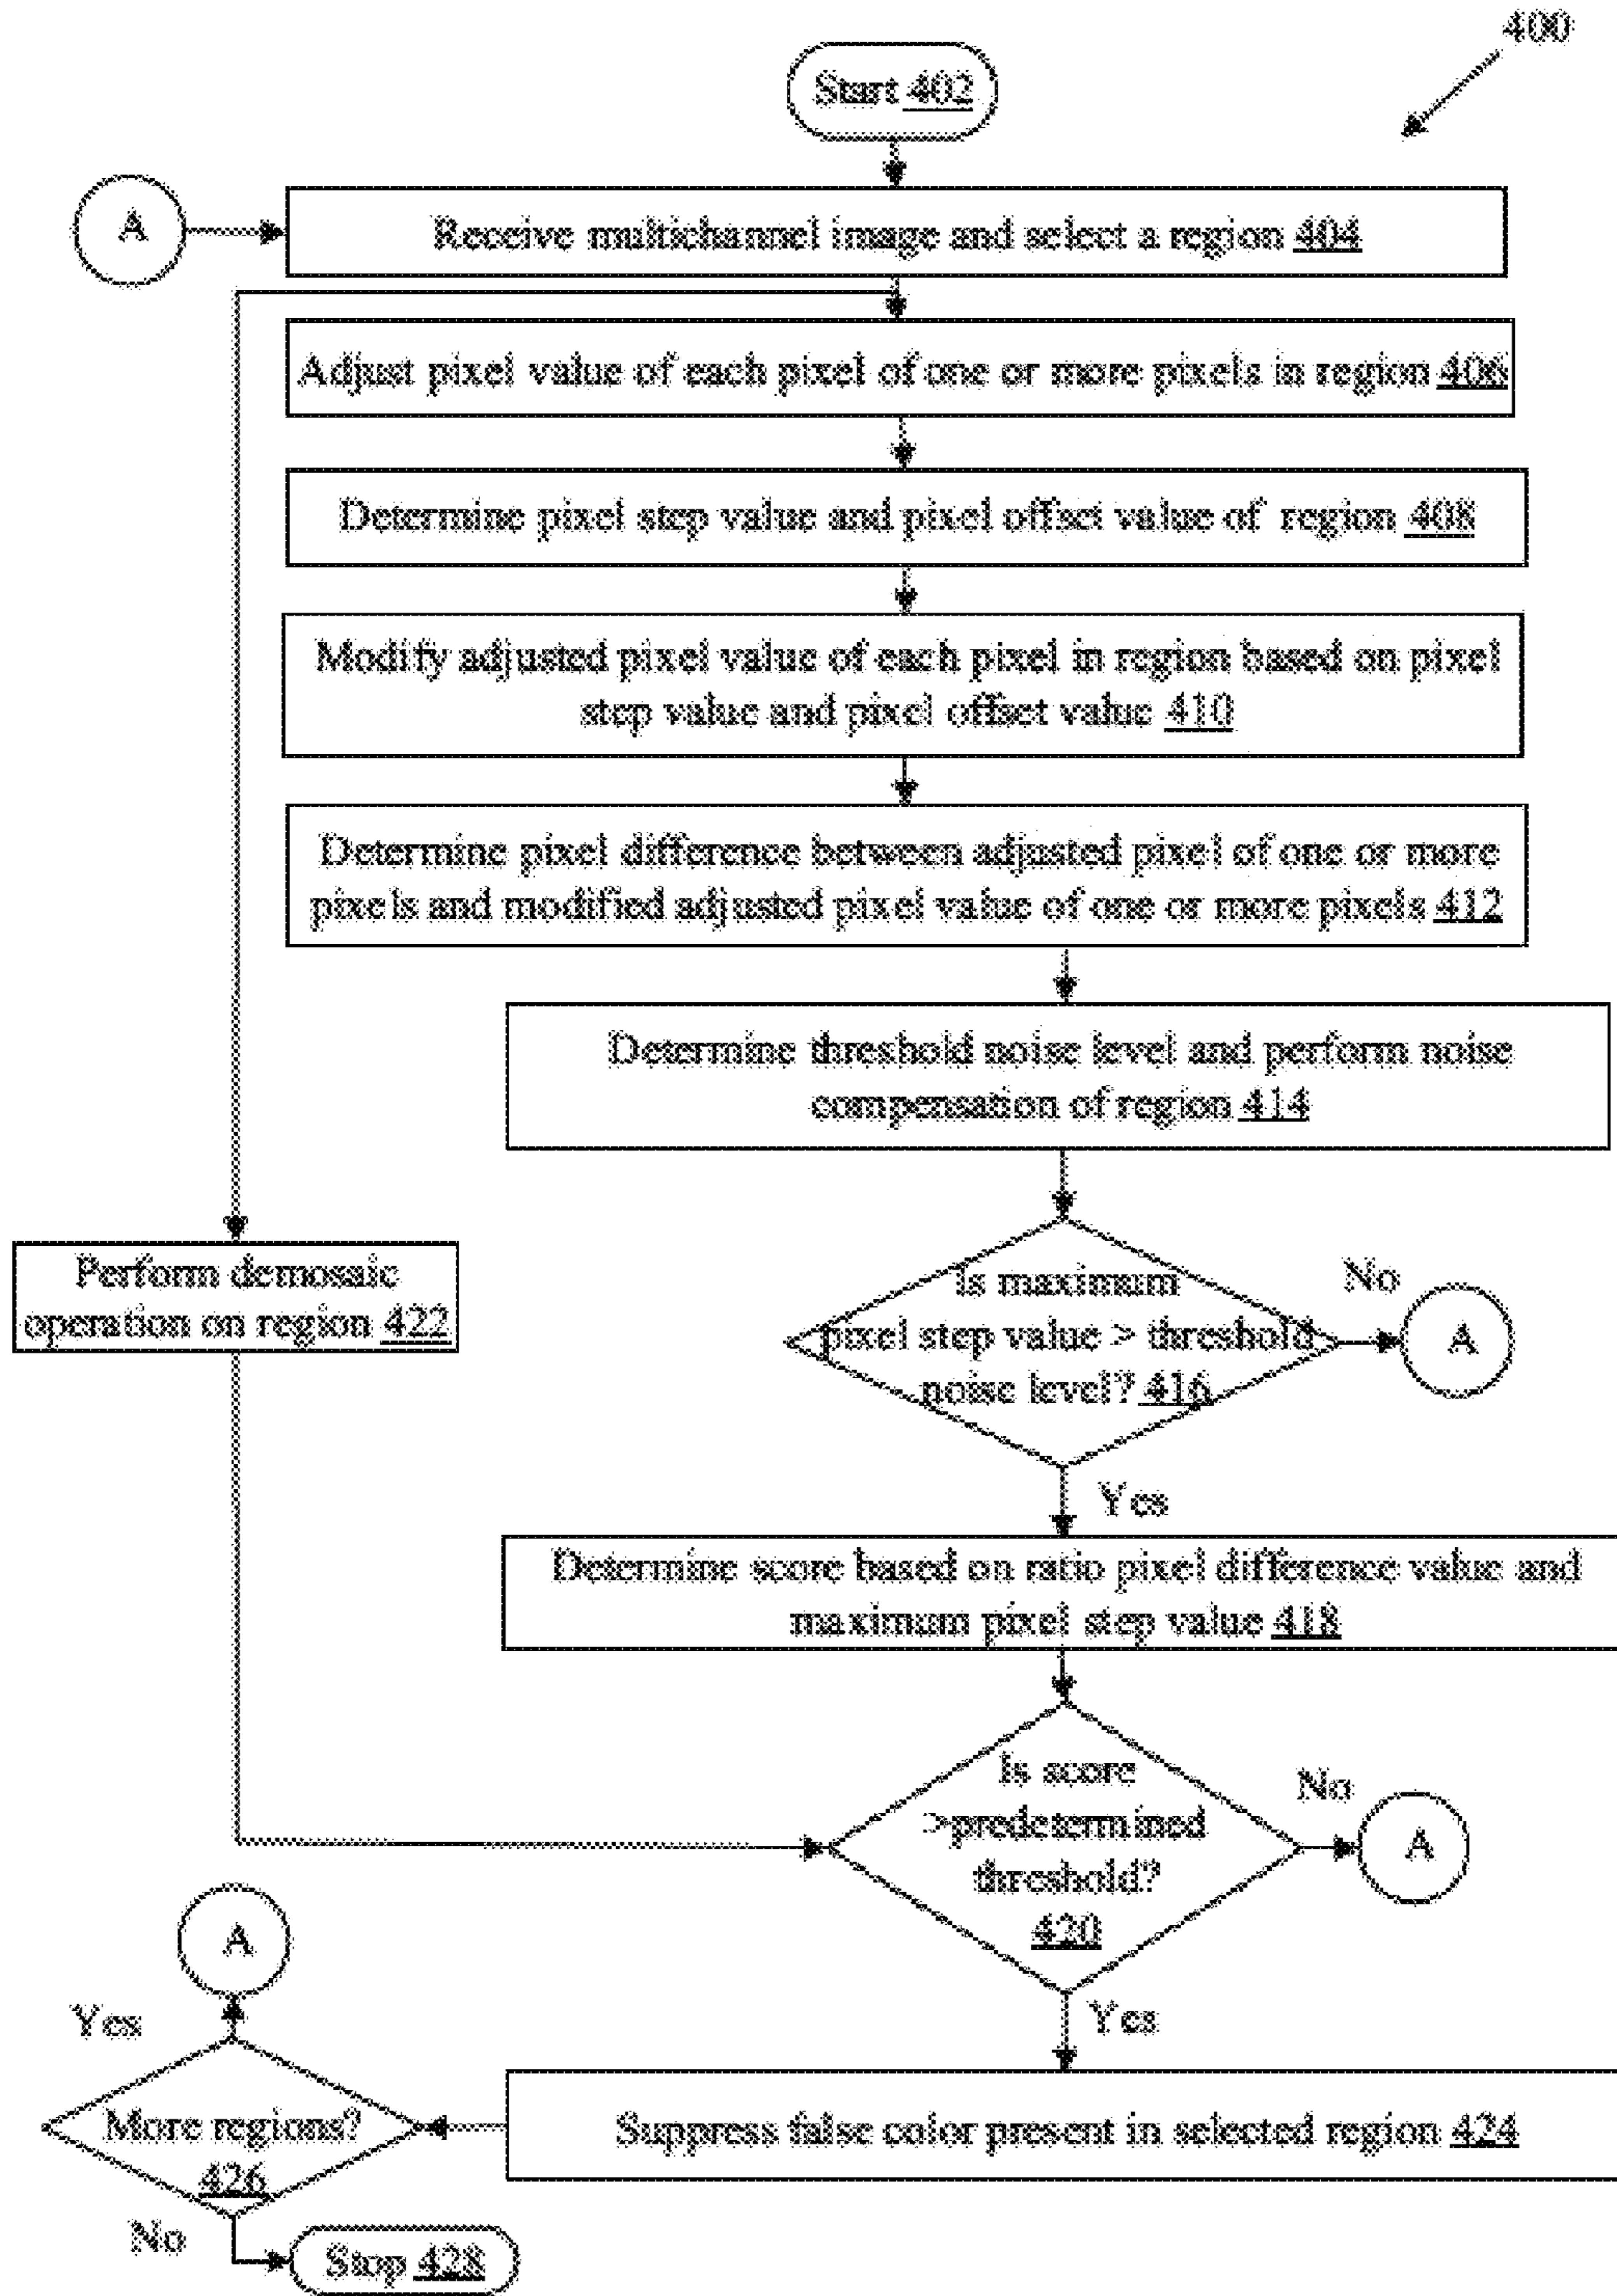 400
Start 402
A
Receive multichannel image and select a region 404
Adjust pixel value of each pixel of one or more pixels in region 406
Determine pixel step value and pixel offset value of region 408
Modify adjusted pixel value of each pixel in region based on pixel
step value and pixel offset value 410
Determine pixel difference between adjusted pixel of one or more
pixels and modified adjusted pixel value of one or more pixels 412
Determine threshold noise level and perform noise
compensation of region 414
Perform demosaic
operation on region 422
Is maximum
pixel step value > threshold
noise level? 416
No
A
Yes
Determine score based on ratio pixel difference value and
maximum pixel step value 418
Is score
>predetermined
threshold?
420
No
A
Yes
Suppress false color present in selected region 424
A
Yes
More regions?
426
No
Stop 428